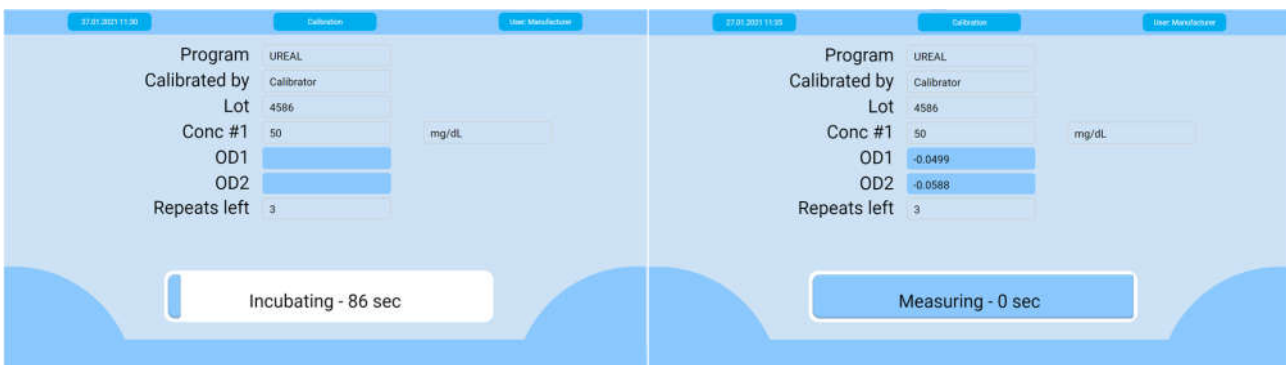 27.01.2021 11:30 Calibration User: Manufacturer
Program UREAL
Calibrated by Calibrator
Lot 4586
Conc #1 50 mg/dL
OD1
OD2
Repeats left 3
Incubating - 86 sec
27.01.2021 11:35 Calibration User: Manufacturer
Program UREAL
Calibrated by Calibrator
Lot 4586
Conc #1 50 mg/dL
OD1 -0.0499
OD2 -0.0588
Repeats left 3
Measuring - 0 sec